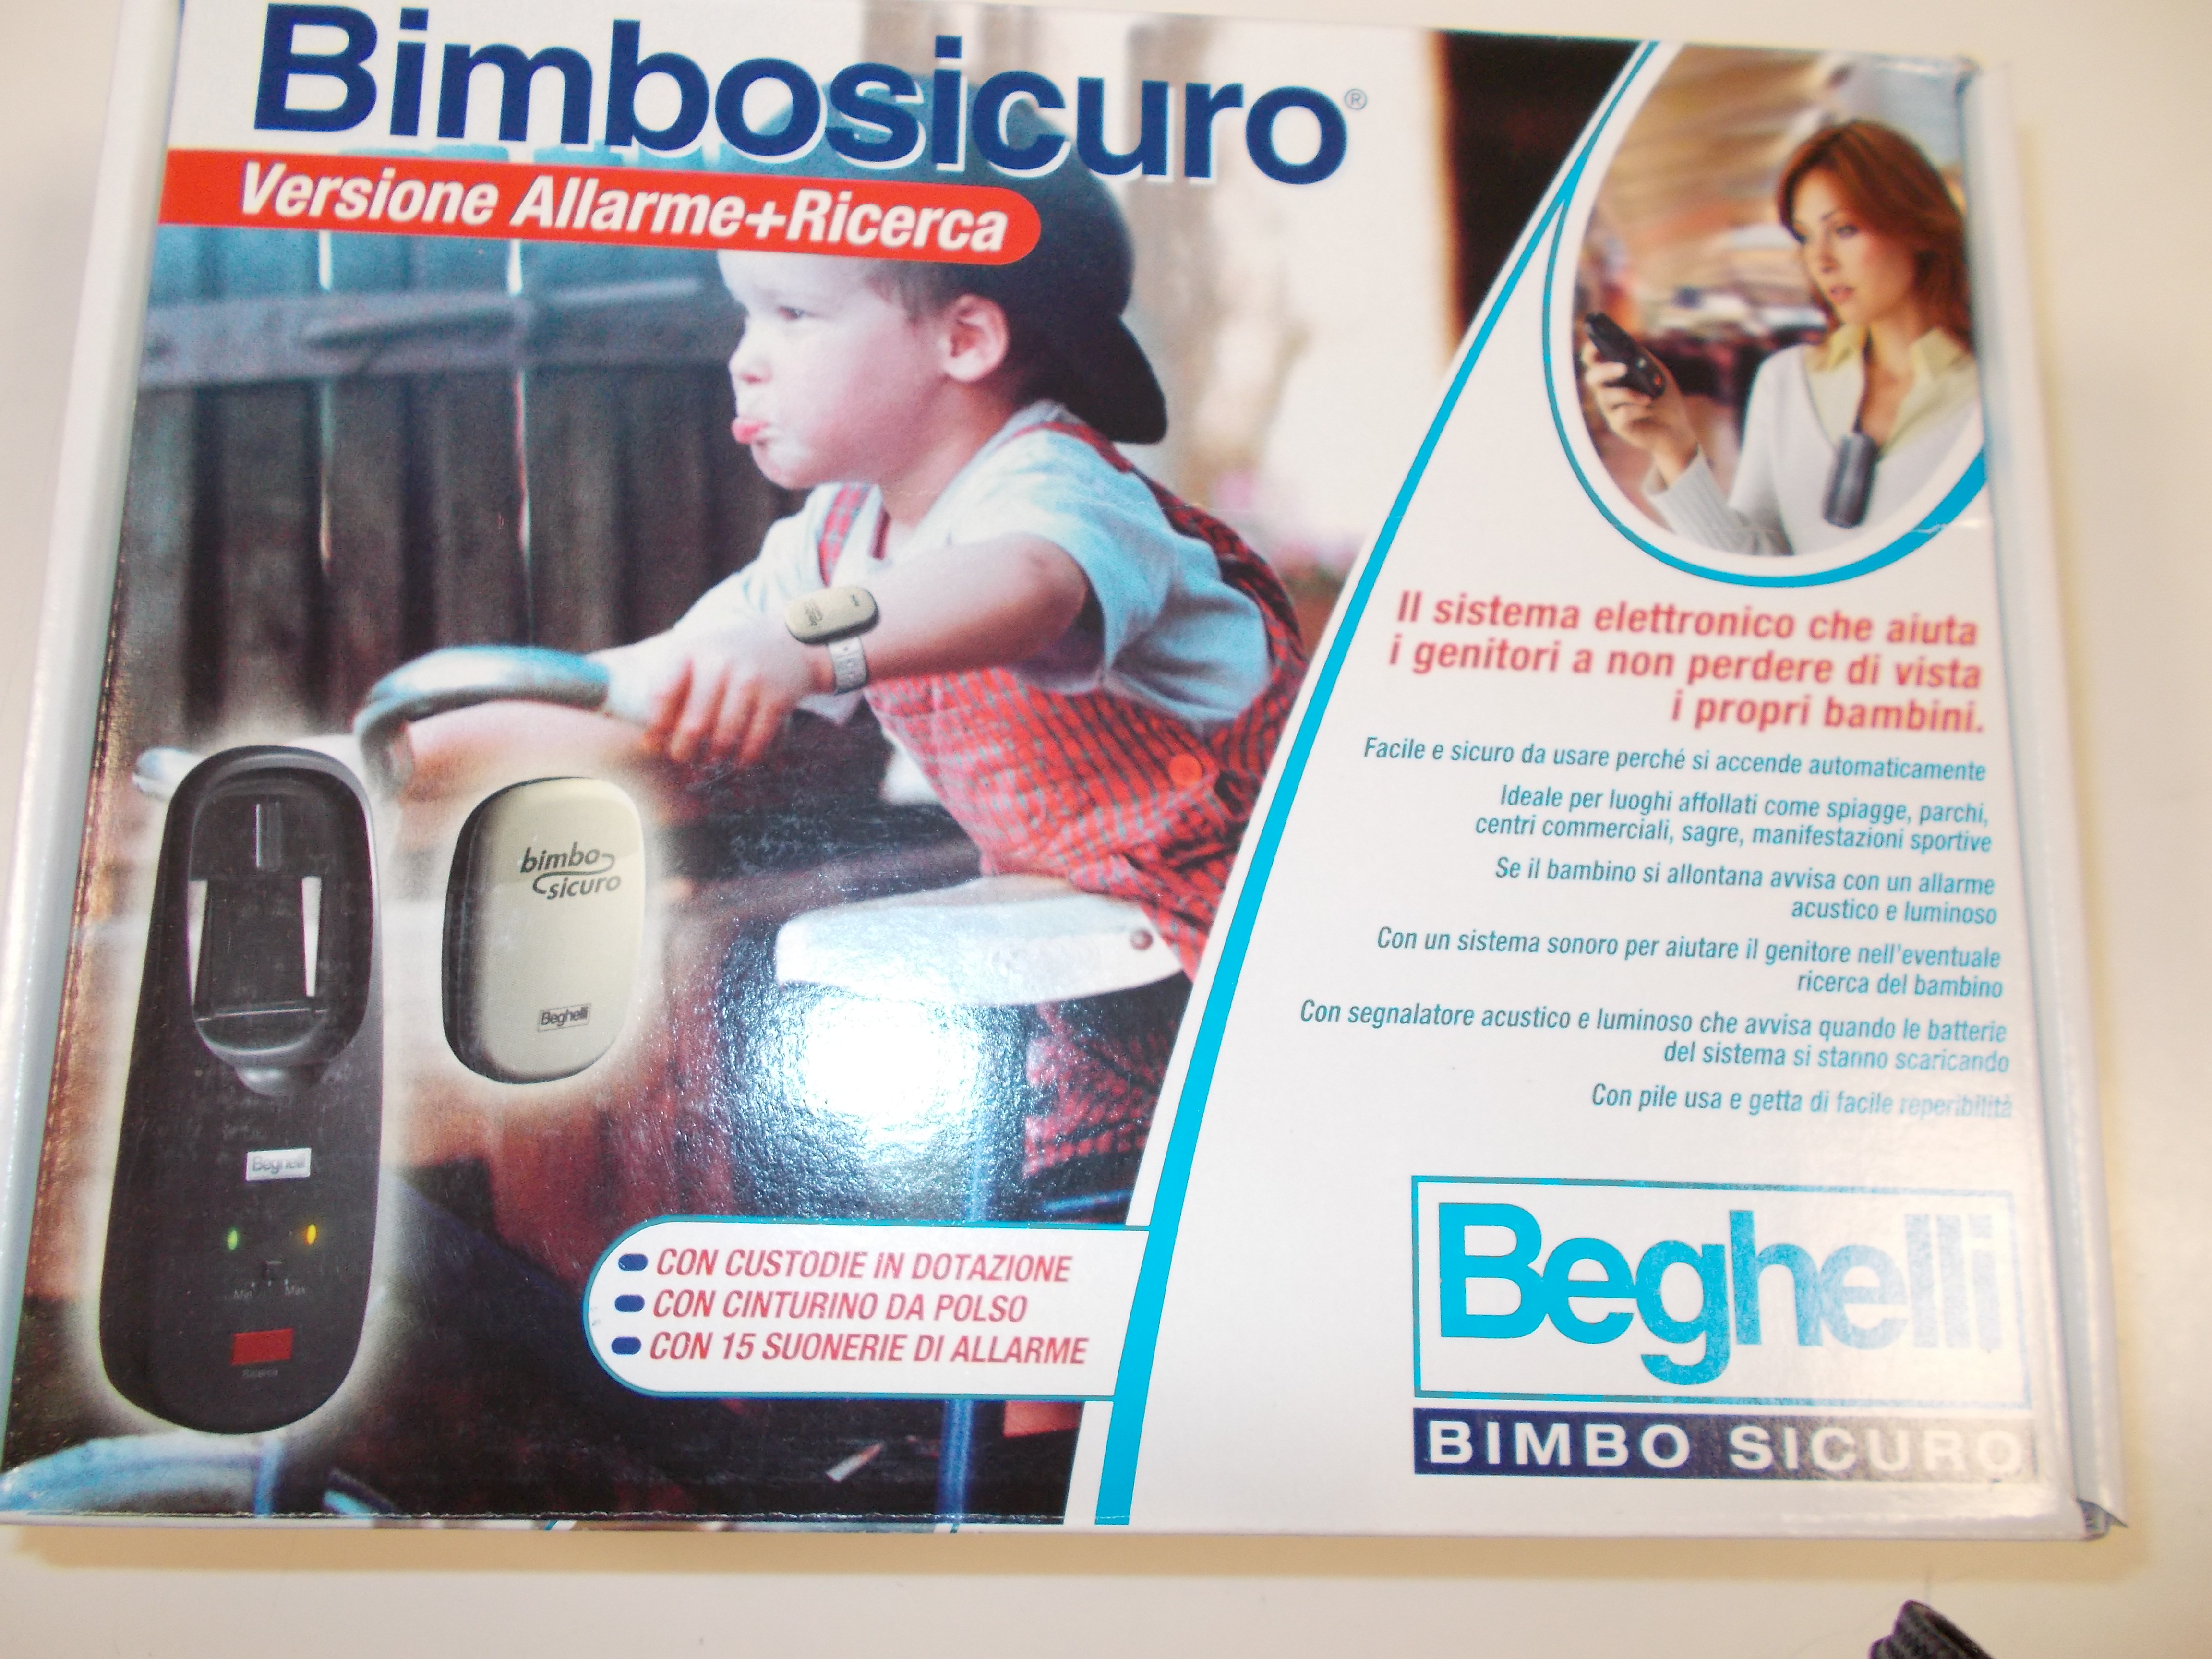 Bimbosicuro®
Versione Allarme+Ricerca
Il sistema elettronico che aiuta
i genitori a non perdere di vista
i propri bambini.
Facile e sicuro da usare perché si accende automaticamente
Ideale per luoghi affollati come spiagge, parchi,
centri commerciali, sagre, manifestazioni sportive
Se il bambino si allontana avvisa con un allarme
acustico e luminoso
Con un sistema sonoro per aiutare il genitore nell'eventuale
ricerca del bambino
Con segnalatore acustico e luminoso che avvisa quando le batterie
del sistema si stanno scaricando
Con pile usa e getta di facile reperibilità
bimbo
sicuro
Beghelli
Beghelli
Min Max
Ricerca
CON CUSTODIE IN DOTAZIONE
CON CINTURINO DA POLSO
CON 15 SUONERIE DI ALLARME
Beghelli
BIMBO SICURO